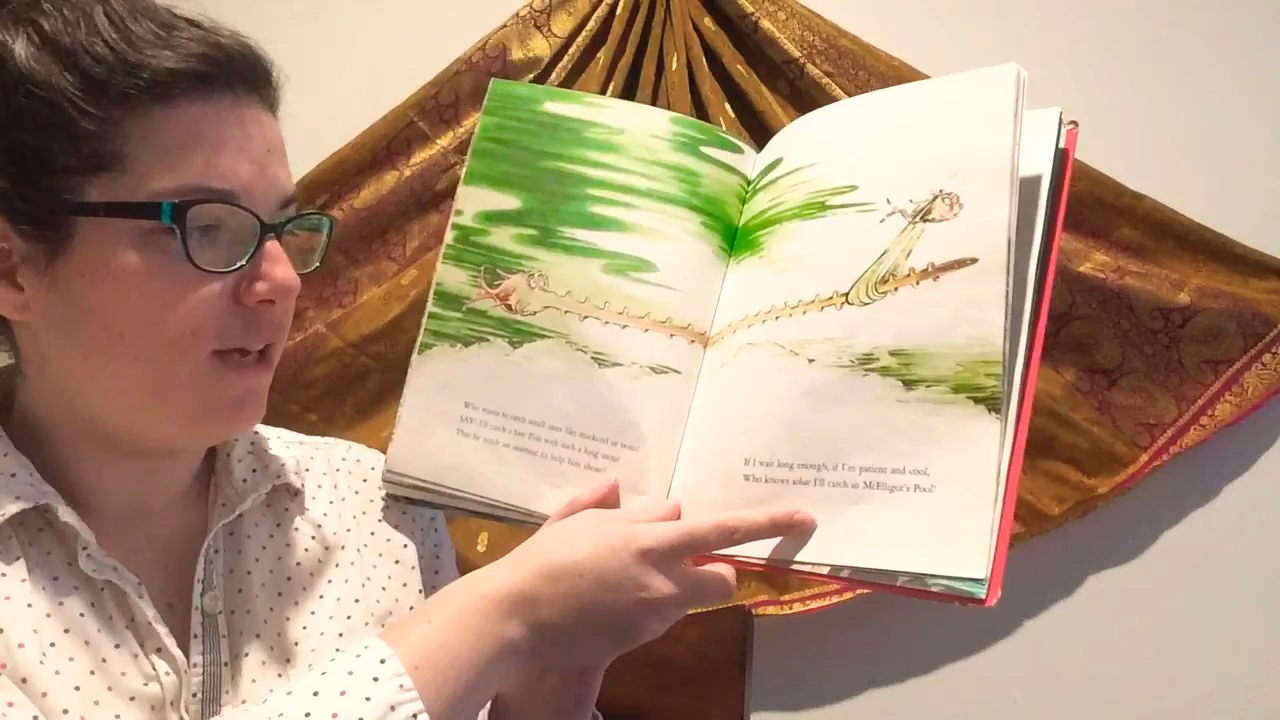 Who wants to catch small ones like mackerel or trout!
SAY! I'll catch a Saw Fish with such a long snout
That he needs an assistant to help him about!
If I wait long enough, if I'm patient and cool,
Who knows what I'll catch in McElligot's Pool!